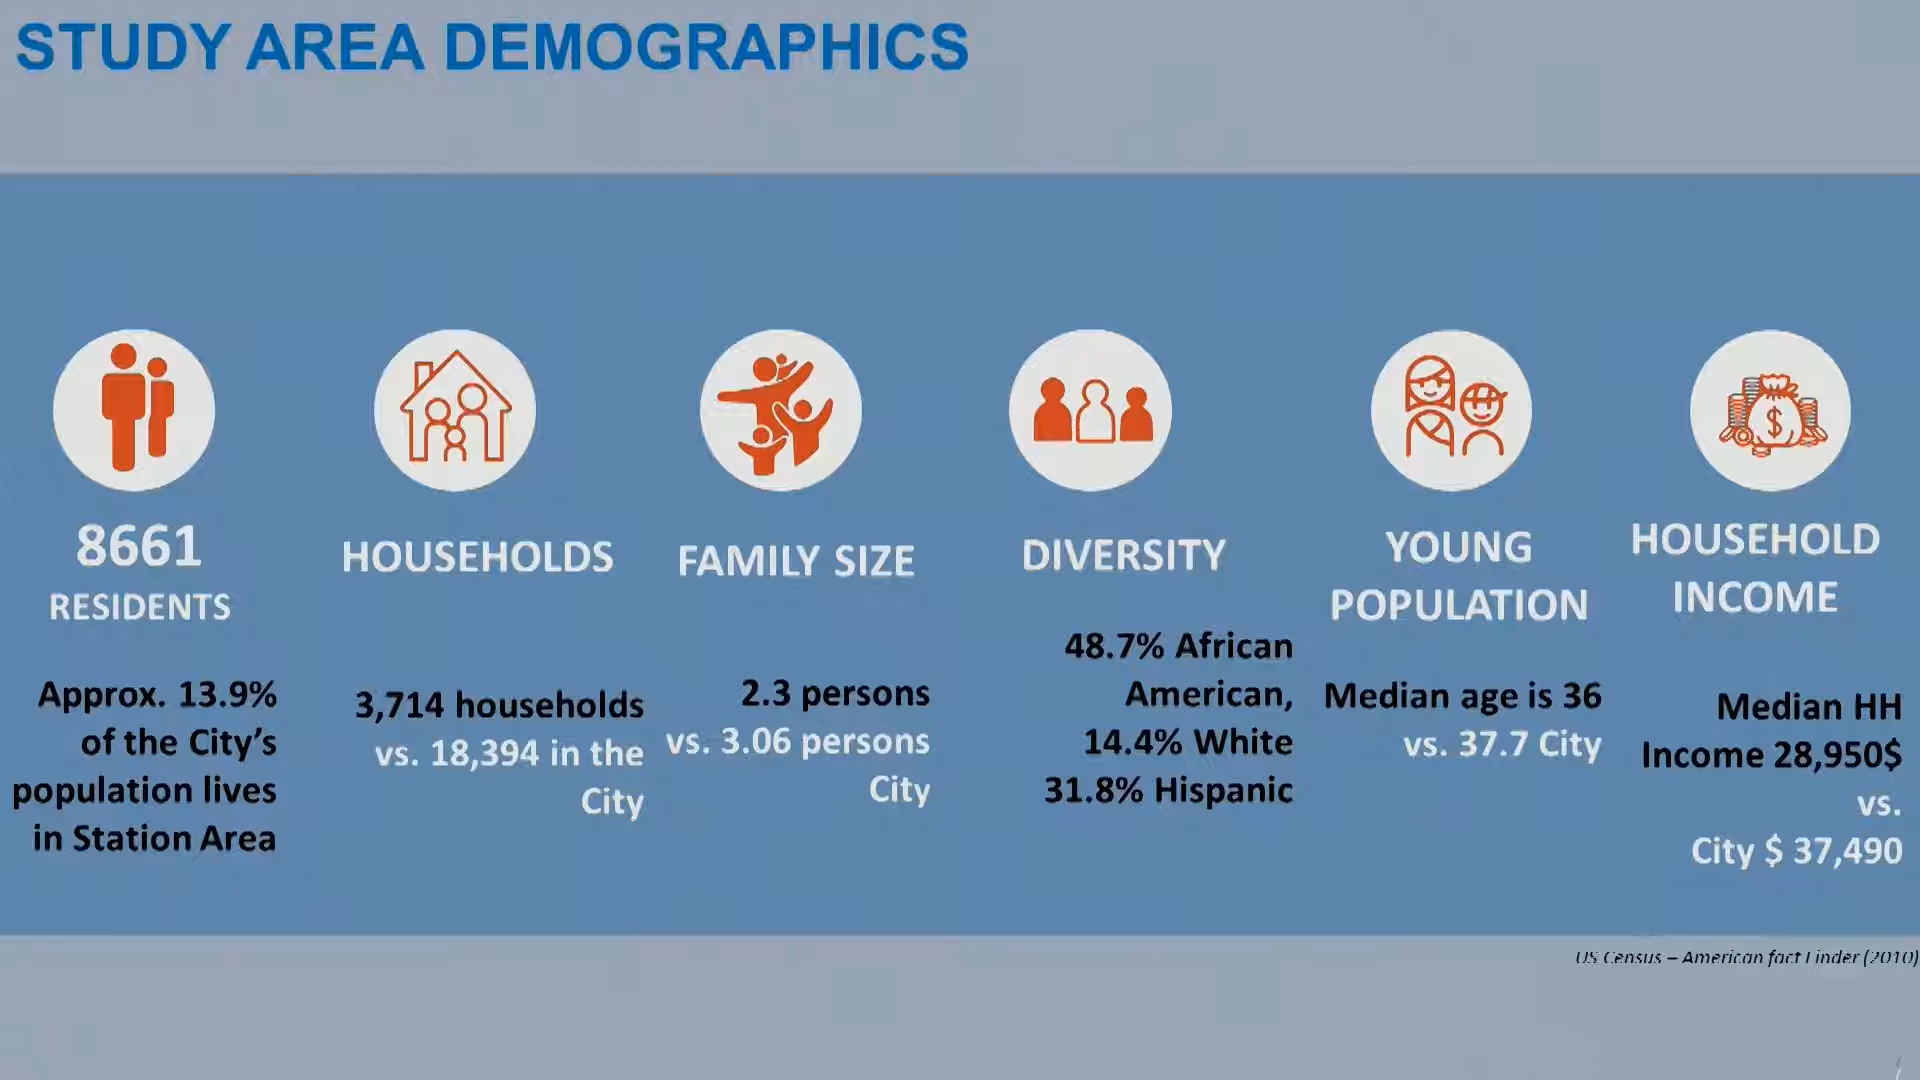 STUDY AREA DEMOGRAPHICS
8661
RESIDENTS
Approx. 13.9%
of the City’s
population lives
in Station Area
HOUSEHOLDS
3,714 households
vs. 18,394 in the
City
FAMILY SIZE
2.3 persons
vs. 3.06 persons
City
DIVERSITY
48.7% African
American,
14.4% White
31.8% Hispanic
YOUNG
POPULATION
Median age is 36
vs. 37.7 City
HOUSEHOLD
INCOME
$
Median HH
Income 28,950$
vs.
City $ 37,490
US Census – American fact Finder (2010)